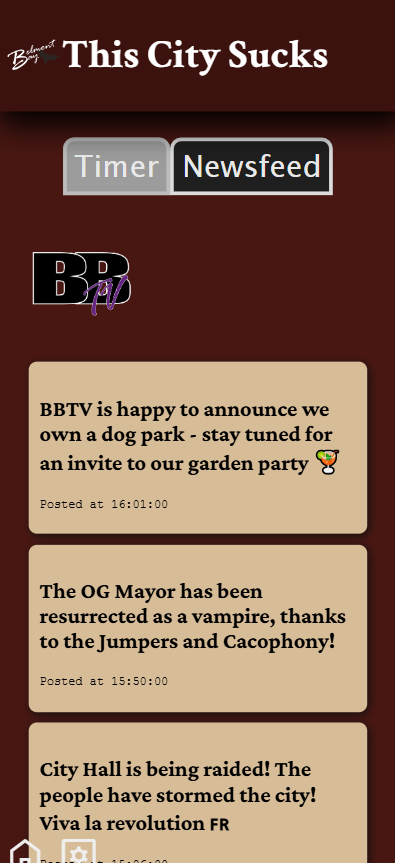 Belmont
Bay
This City Sucks
Timer
Newsfeed
BB
TV
BBTV is happy to announce we
own a dog park - stay tuned for
an invite to our garden party 🍹
Posted at 16:01:00
The OG Mayor has been
resurrected as a vampire, thanks
to the Jumpers and Cacophony!
Posted at 15:50:00
City Hall is being raided! The
people have stormed the city!
Viva la revolution FR
Posted at 15:06:00